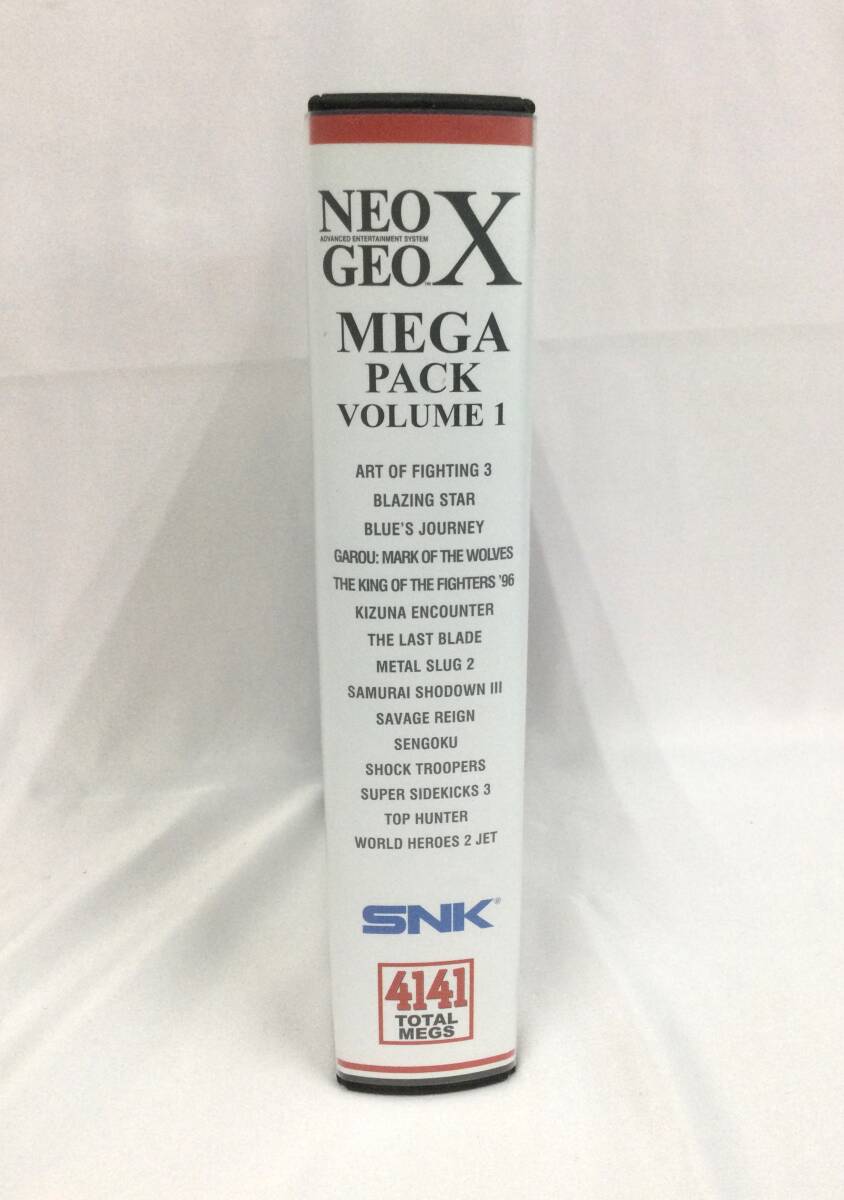 NEO
ADVANCED ENTERTAINMENT SYSTEM
GEO X
TM
MEGA
PACK
VOLUME 1
ART OF FIGHTING 3
BLAZING STAR
BLUE'S JOURNEY
GAROU: MARK OF THE WOLVES
THE KING OF THE FIGHTERS '96
KIZUNA ENCOUNTER
THE LAST BLADE
METAL SLUG 2
SAMURAI SHODOWN III
SAVAGE REIGN
SENGOKU
SHOCK TROOPERS
SUPER SIDEKICKS 3
TOP HUNTER
WORLD HEROES 2 JET
SNK®
4141
TOTAL
MEGS